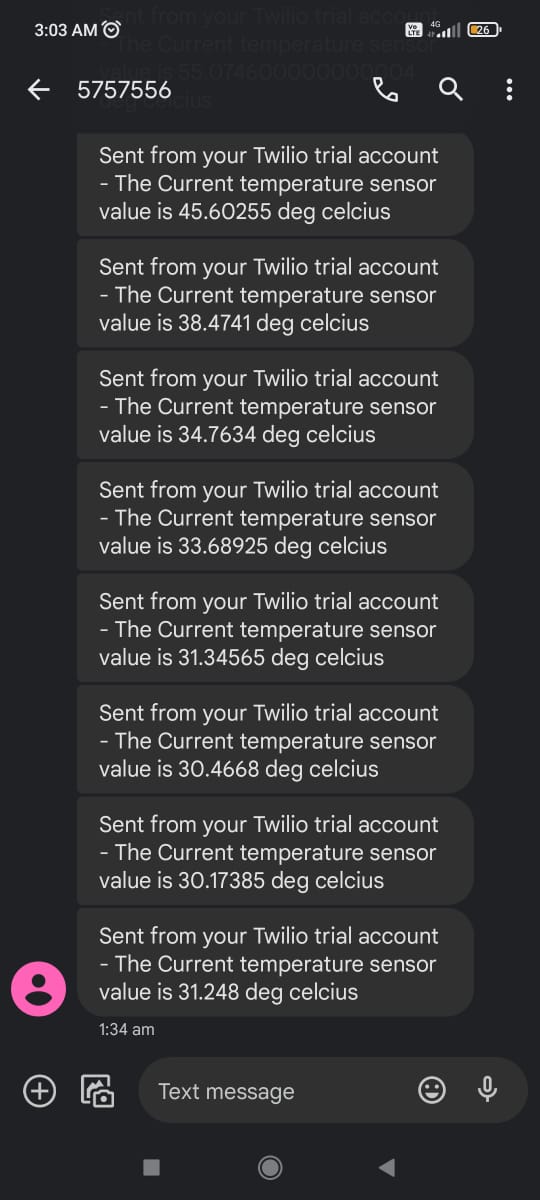 Sent from your Twilio trial account
3:03 AM
Vo
LTE
4G
26
- The Current temperature sensor
value is 55.07460000000004
deg celcius
5757556
Sent from your Twilio trial account
- The Current temperature sensor
value is 45.60255 deg celcius
Sent from your Twilio trial account
- The Current temperature sensor
value is 38.4741 deg celcius
Sent from your Twilio trial account
- The Current temperature sensor
value is 34.7634 deg celcius
Sent from your Twilio trial account
- The Current temperature sensor
value is 33.68925 deg celcius
Sent from your Twilio trial account
- The Current temperature sensor
value is 31.34565 deg celcius
Sent from your Twilio trial account
- The Current temperature sensor
value is 30.4668 deg celcius
Sent from your Twilio trial account
- The Current temperature sensor
value is 30.17385 deg celcius
Sent from your Twilio trial account
- The Current temperature sensor
value is 31.248 deg celcius
1:34 am
Text message